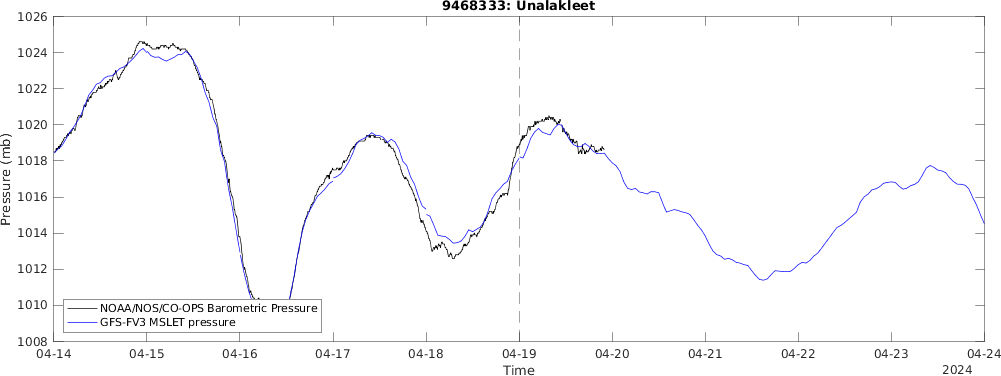 9468333: Unalakleet
1026
1024
1022
1020
1018
1016
1014
1012
1010
1008
Pressure (mb)
NOAA/NOS/CO-OPS Barometric Pressure
GFS-FV3 MSLET pressure
04-14 04-15 04-16 04-17 04-18 04-19 04-20 04-21 04-22 04-23 04-24
Time
2024